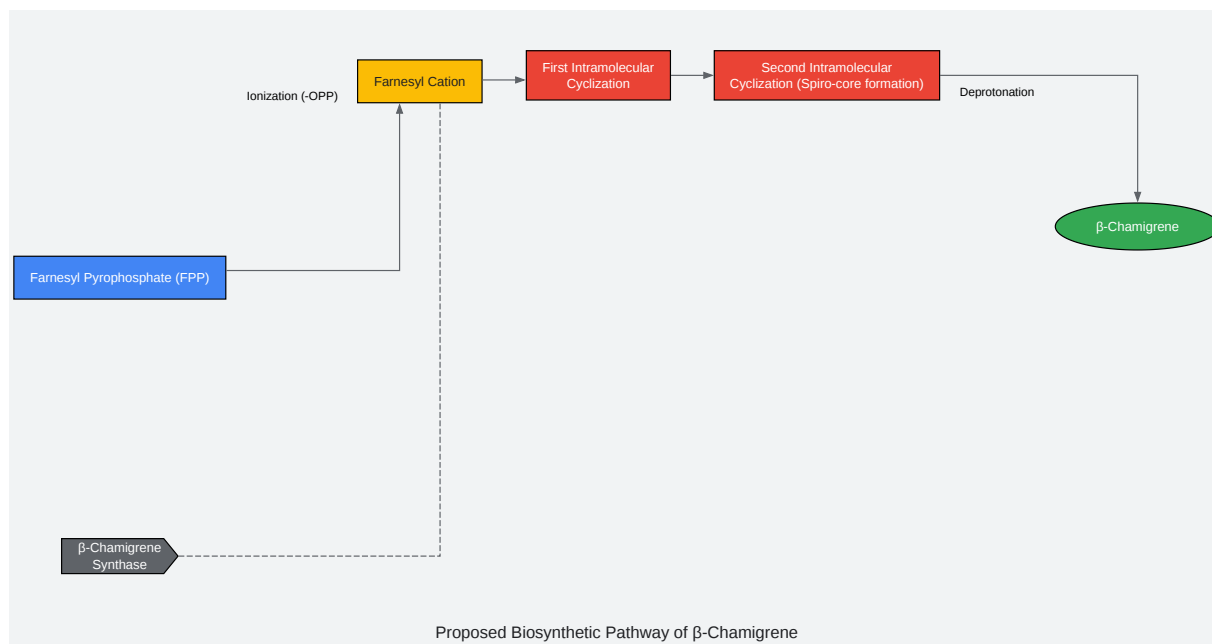 Ionization (-OPP)
Farnesyl Cation
First Intramolecular
Cyclization
Second Intramolecular
Cyclization (Spiro-core formation)
Deprotonation
β-Chamigrene
Farnesyl Pyrophosphate (FPP)
β-Chamigrene
Synthase
Proposed Biosynthetic Pathway of β-Chamigrene